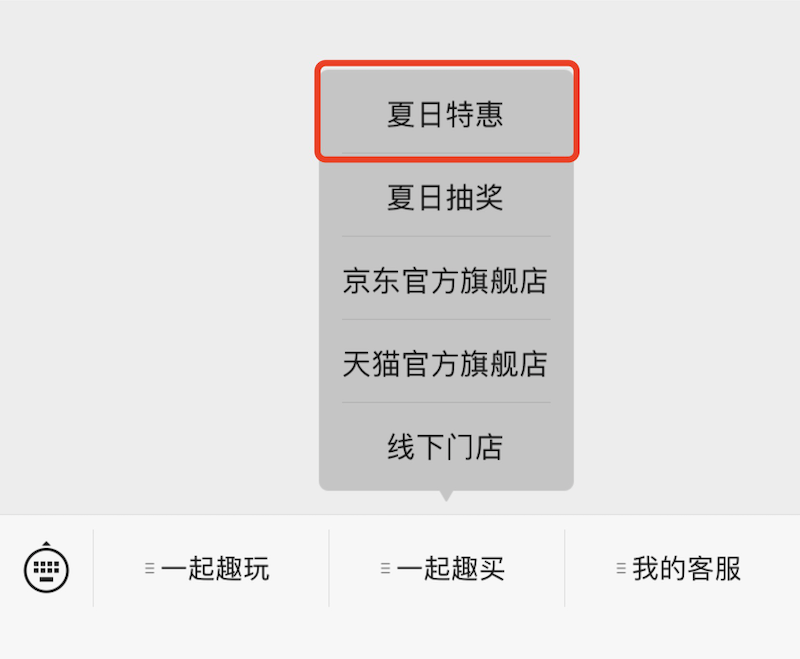 夏日特惠
夏日抽奖
京东官方旗舰店
天猫官方旗舰店
线下门店
一起趣玩
一起趣买
我的客服